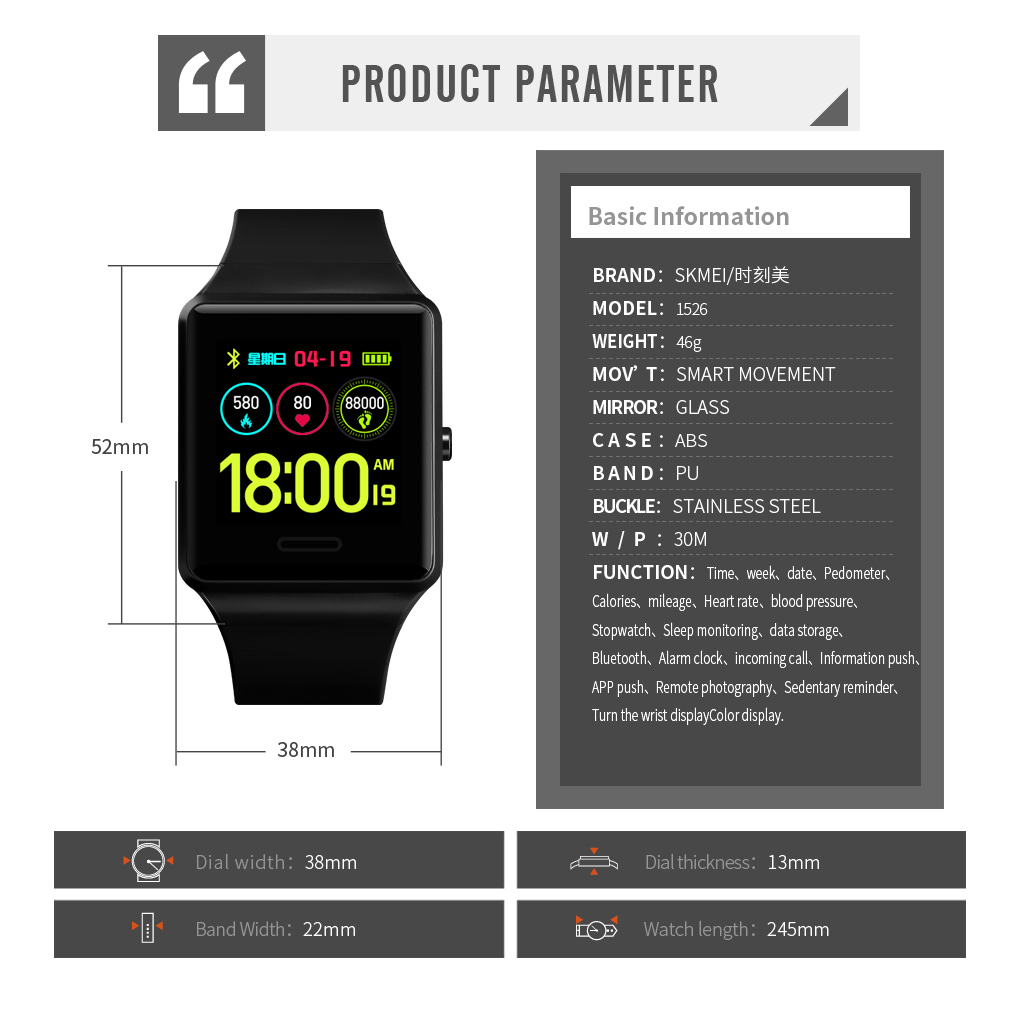 PRODUCT PARAMETER
Basic Information
BRAND： SKMEI/时刻美
MODEL： 1526
WEIGHT： 46g
MOV’T： SMART MOVEMENT
MIRROR： GLASS
CASE： ABS
BAND： PU
BUCKLE： STAINLESS STEEL
W / P ： 30M
FUNCTION： Time、week、date、Pedometer、
Calories、mileage、Heart rate、blood pressure、
Stopwatch、Sleep monitoring、data storage、
Bluetooth、Alarm clock、incoming call、Information push、
APP push、Remote photography、Sedentary reminder、
Turn the wrist displayColor display.
星期日 04-19
580 80 88000
18:00 AM 19
52mm
38mm
Dial width： 38mm
Dial thickness： 13mm
Band Width： 22mm
Watch length： 245mm